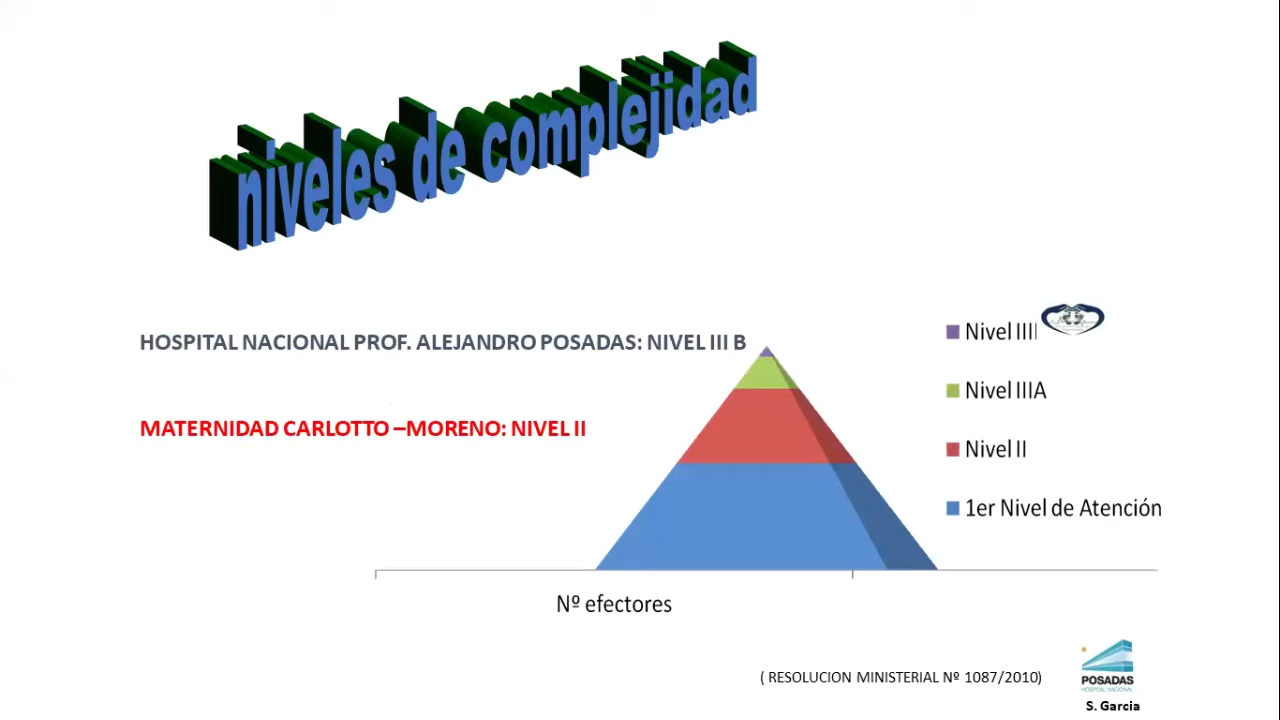 niveles de complejidad
HOSPITAL NACIONAL PROF. ALEJANDRO POSADAS: NIVEL III B
MATERNIDAD CARLOTTO –MORENO: NIVEL II
Nivel III
Nivel IIIA
Nivel II
1er Nivel de Atención
Nº efectores
( RESOLUCION MINISTERIAL Nº 1087/2010)
POSADAS
HOSPITAL NACIONAL
S. Garcia